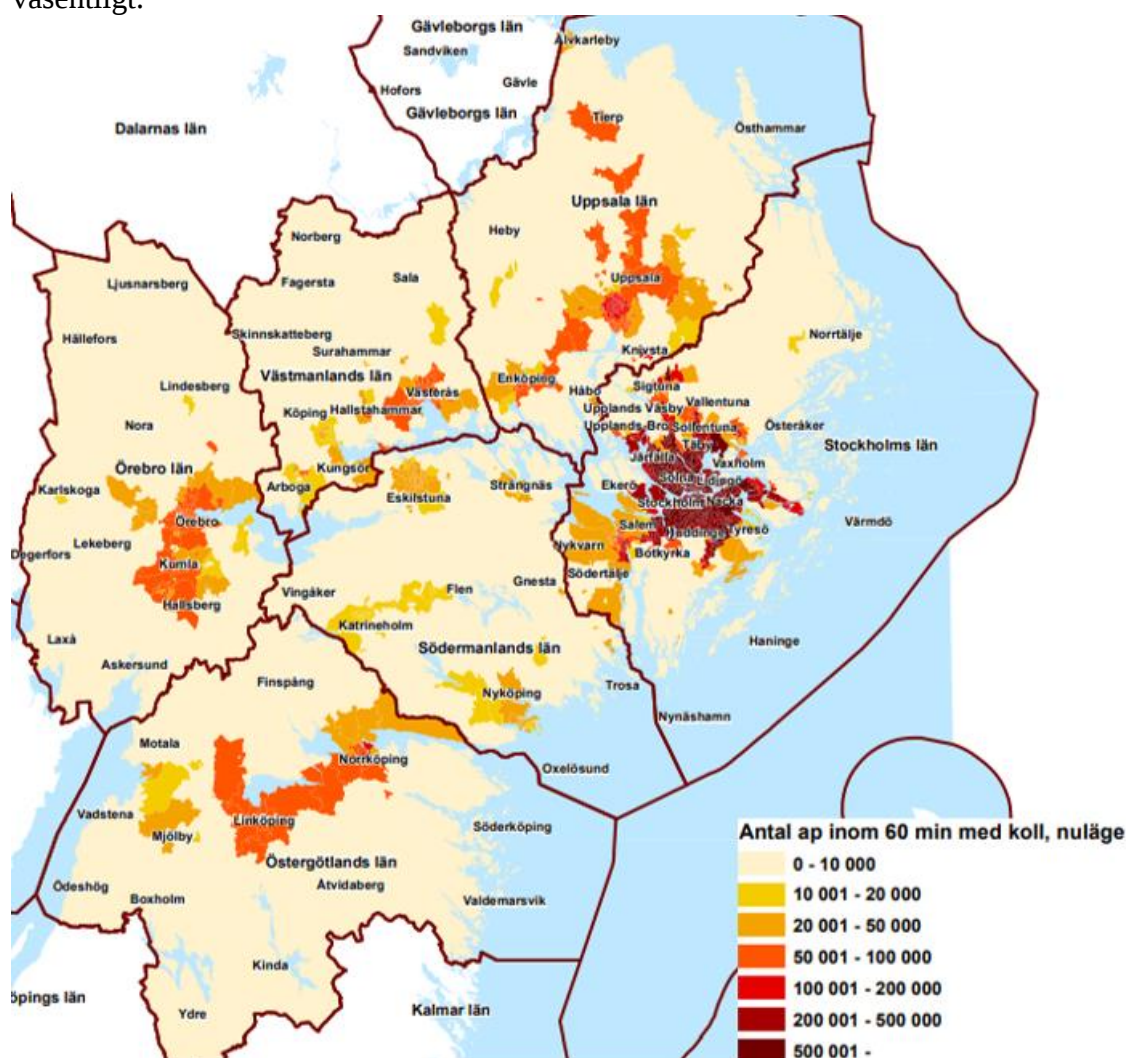 väsentligt.
Gävleborgs län
Älvkarleby
Sandviken
Hofors
Gävle
Gävleborgs län
Dalarnas län
Tierp
Östhammar
Uppsala län
Heby
Norberg
Ljusnarsberg
Fagersta
Sala
Uppsala
Hällefors
Skinnskatteberg
Surahammar
Knivsta
Norrtälje
Västmanlands län
Lindesberg
Västerås
Enköping
Håbo
Sigtuna
Köping
Hallstahammar
Upplands Väsby
Vallentuna
Nora
Upplands-Bro
Sollentuna
Österåker
Täby
Stockholms län
Örebro län
Kungsör
Järfälla
Vaxholm
Karlskoga
Arboga
Eskilstuna
Strängnäs
Ekerö
Solna
Lidingö
Stockholm
Nacka
Örebro
Salem
Huddinge
Tyresö
Värmdö
Lekeberg
Degerfors
Nykvarn
Botkyrka
Kumla
Södertälje
Vingåker
Flen
Gnesta
Hallsberg
Katrineholm
Laxå
Södermanlands län
Haninge
Askersund
Finspång
Nyköping
Trosa
Nynäshamn
Motala
Norrköping
Oxelösund
Vadstena
Linköping
Mjölby
Söderköping
Östergötlands län
Ödeshög
Boxholm
Åtvidaberg
Valdemarsvik
Kinda
öpings län
Ydre
Kalmar län
Antal ap inom 60 min med koll, nuläge
0 - 10 000
10 001 - 20 000
20 001 - 50 000
50 001 - 100 000
100 001 - 200 000
200 001 - 500 000
500 001 -